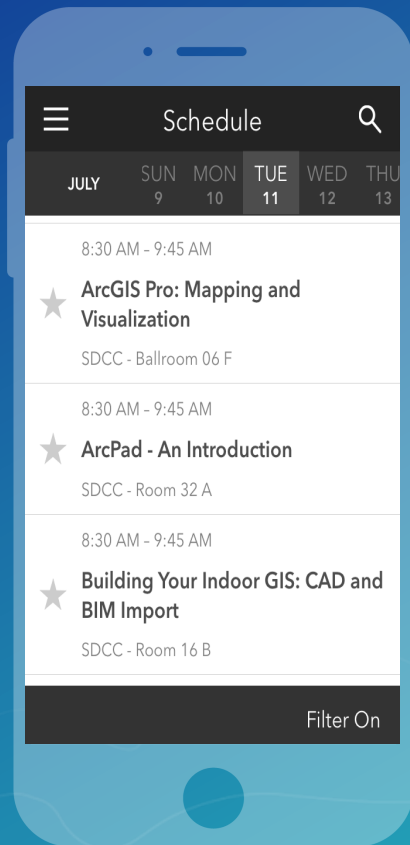 Schedule
JULY SUN MON TUE WED THU
9 10 11 12 13
8:30 AM – 9:45 AM
ArcGIS Pro: Mapping and
Visualization
SDCC - Ballroom 06 F
8:30 AM – 9:45 AM
ArcPad - An Introduction
SDCC - Room 32 A
8:30 AM – 9:45 AM
Building Your Indoor GIS: CAD and
BIM Import
SDCC - Room 16 B
Filter On